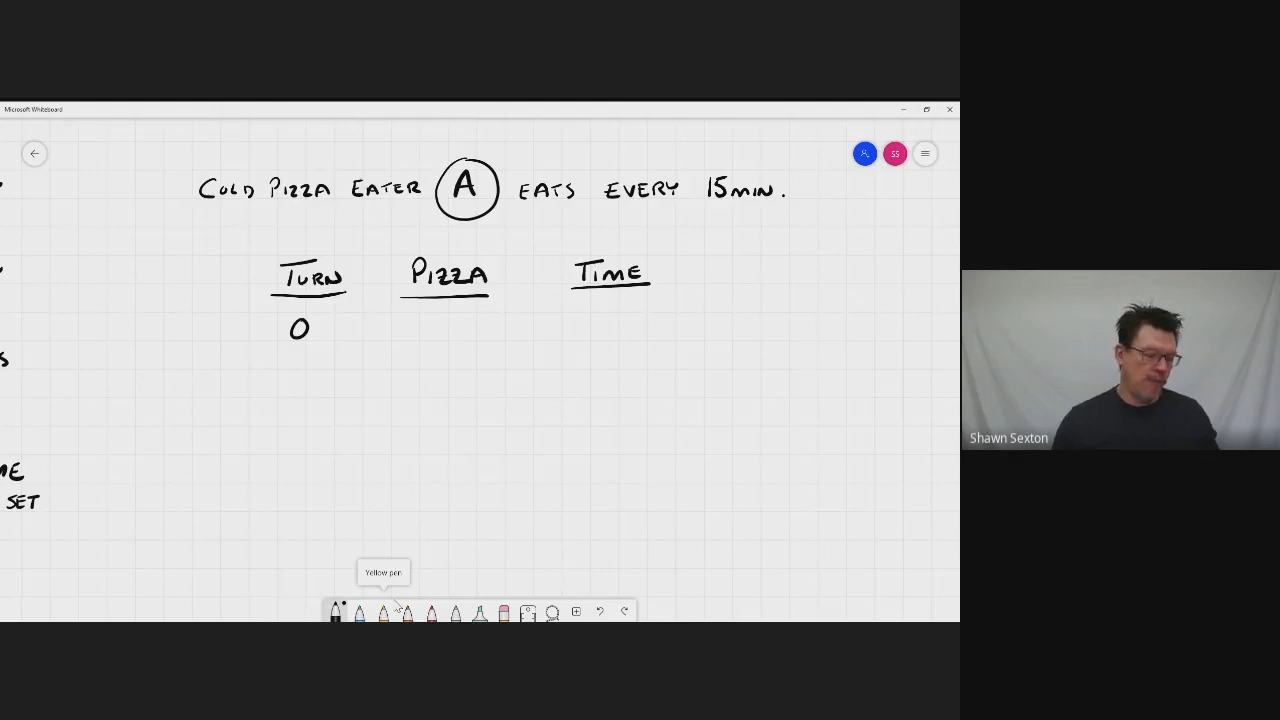 Microsoft Whiteboard
SS
COLD PIZZA EATER A EATS EVERY 15MIN.
TURN PIZZA TIME
0
S
ME
SET
Yellow pen
Shawn Sexton